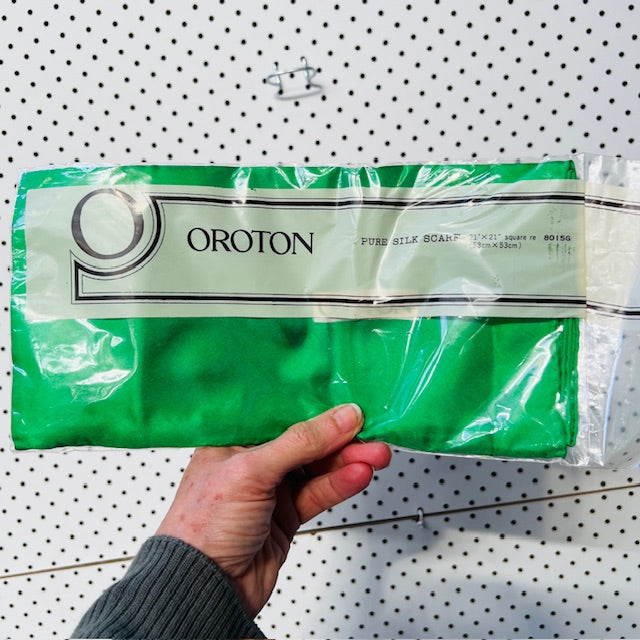 OROTON
PURE SILK SCARF 21"×21" square re 8015G
(53cm×53cm)